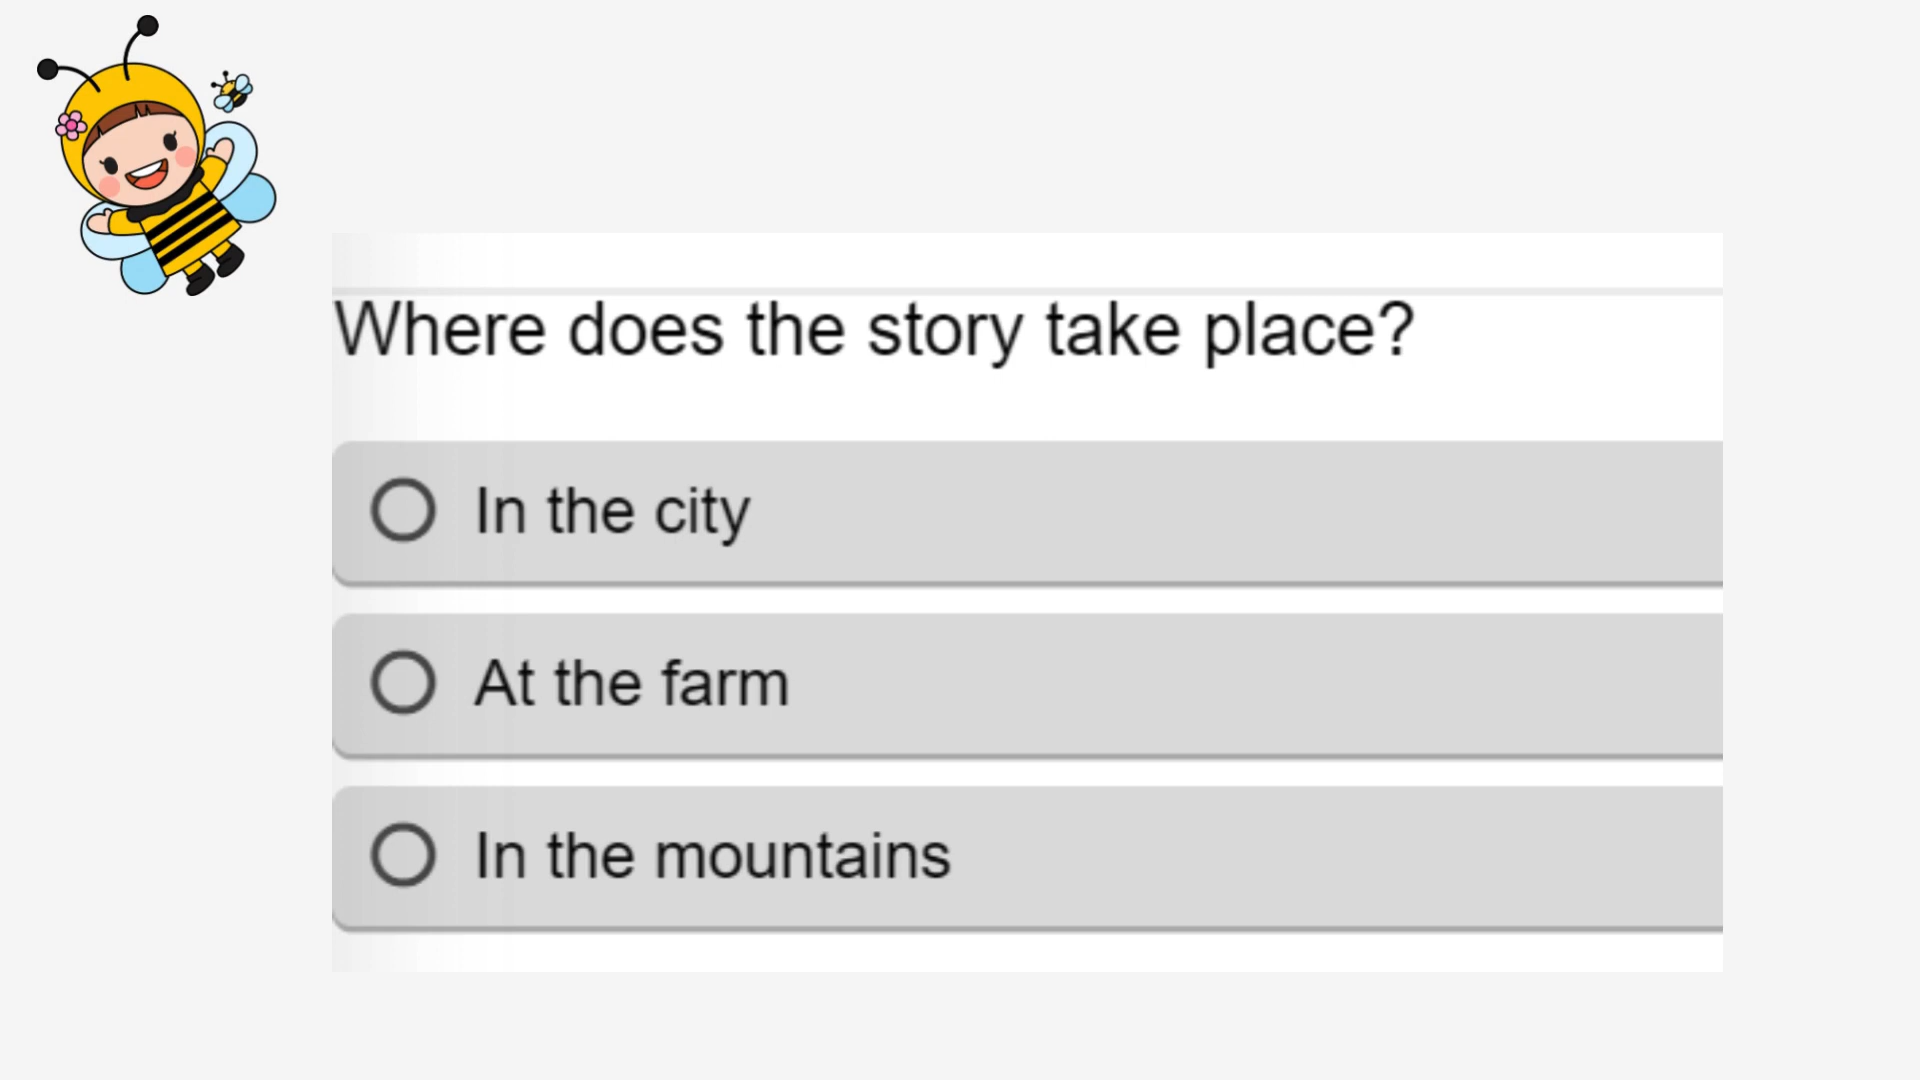 Where does the story take place?
In the city
At the farm
In the mountains